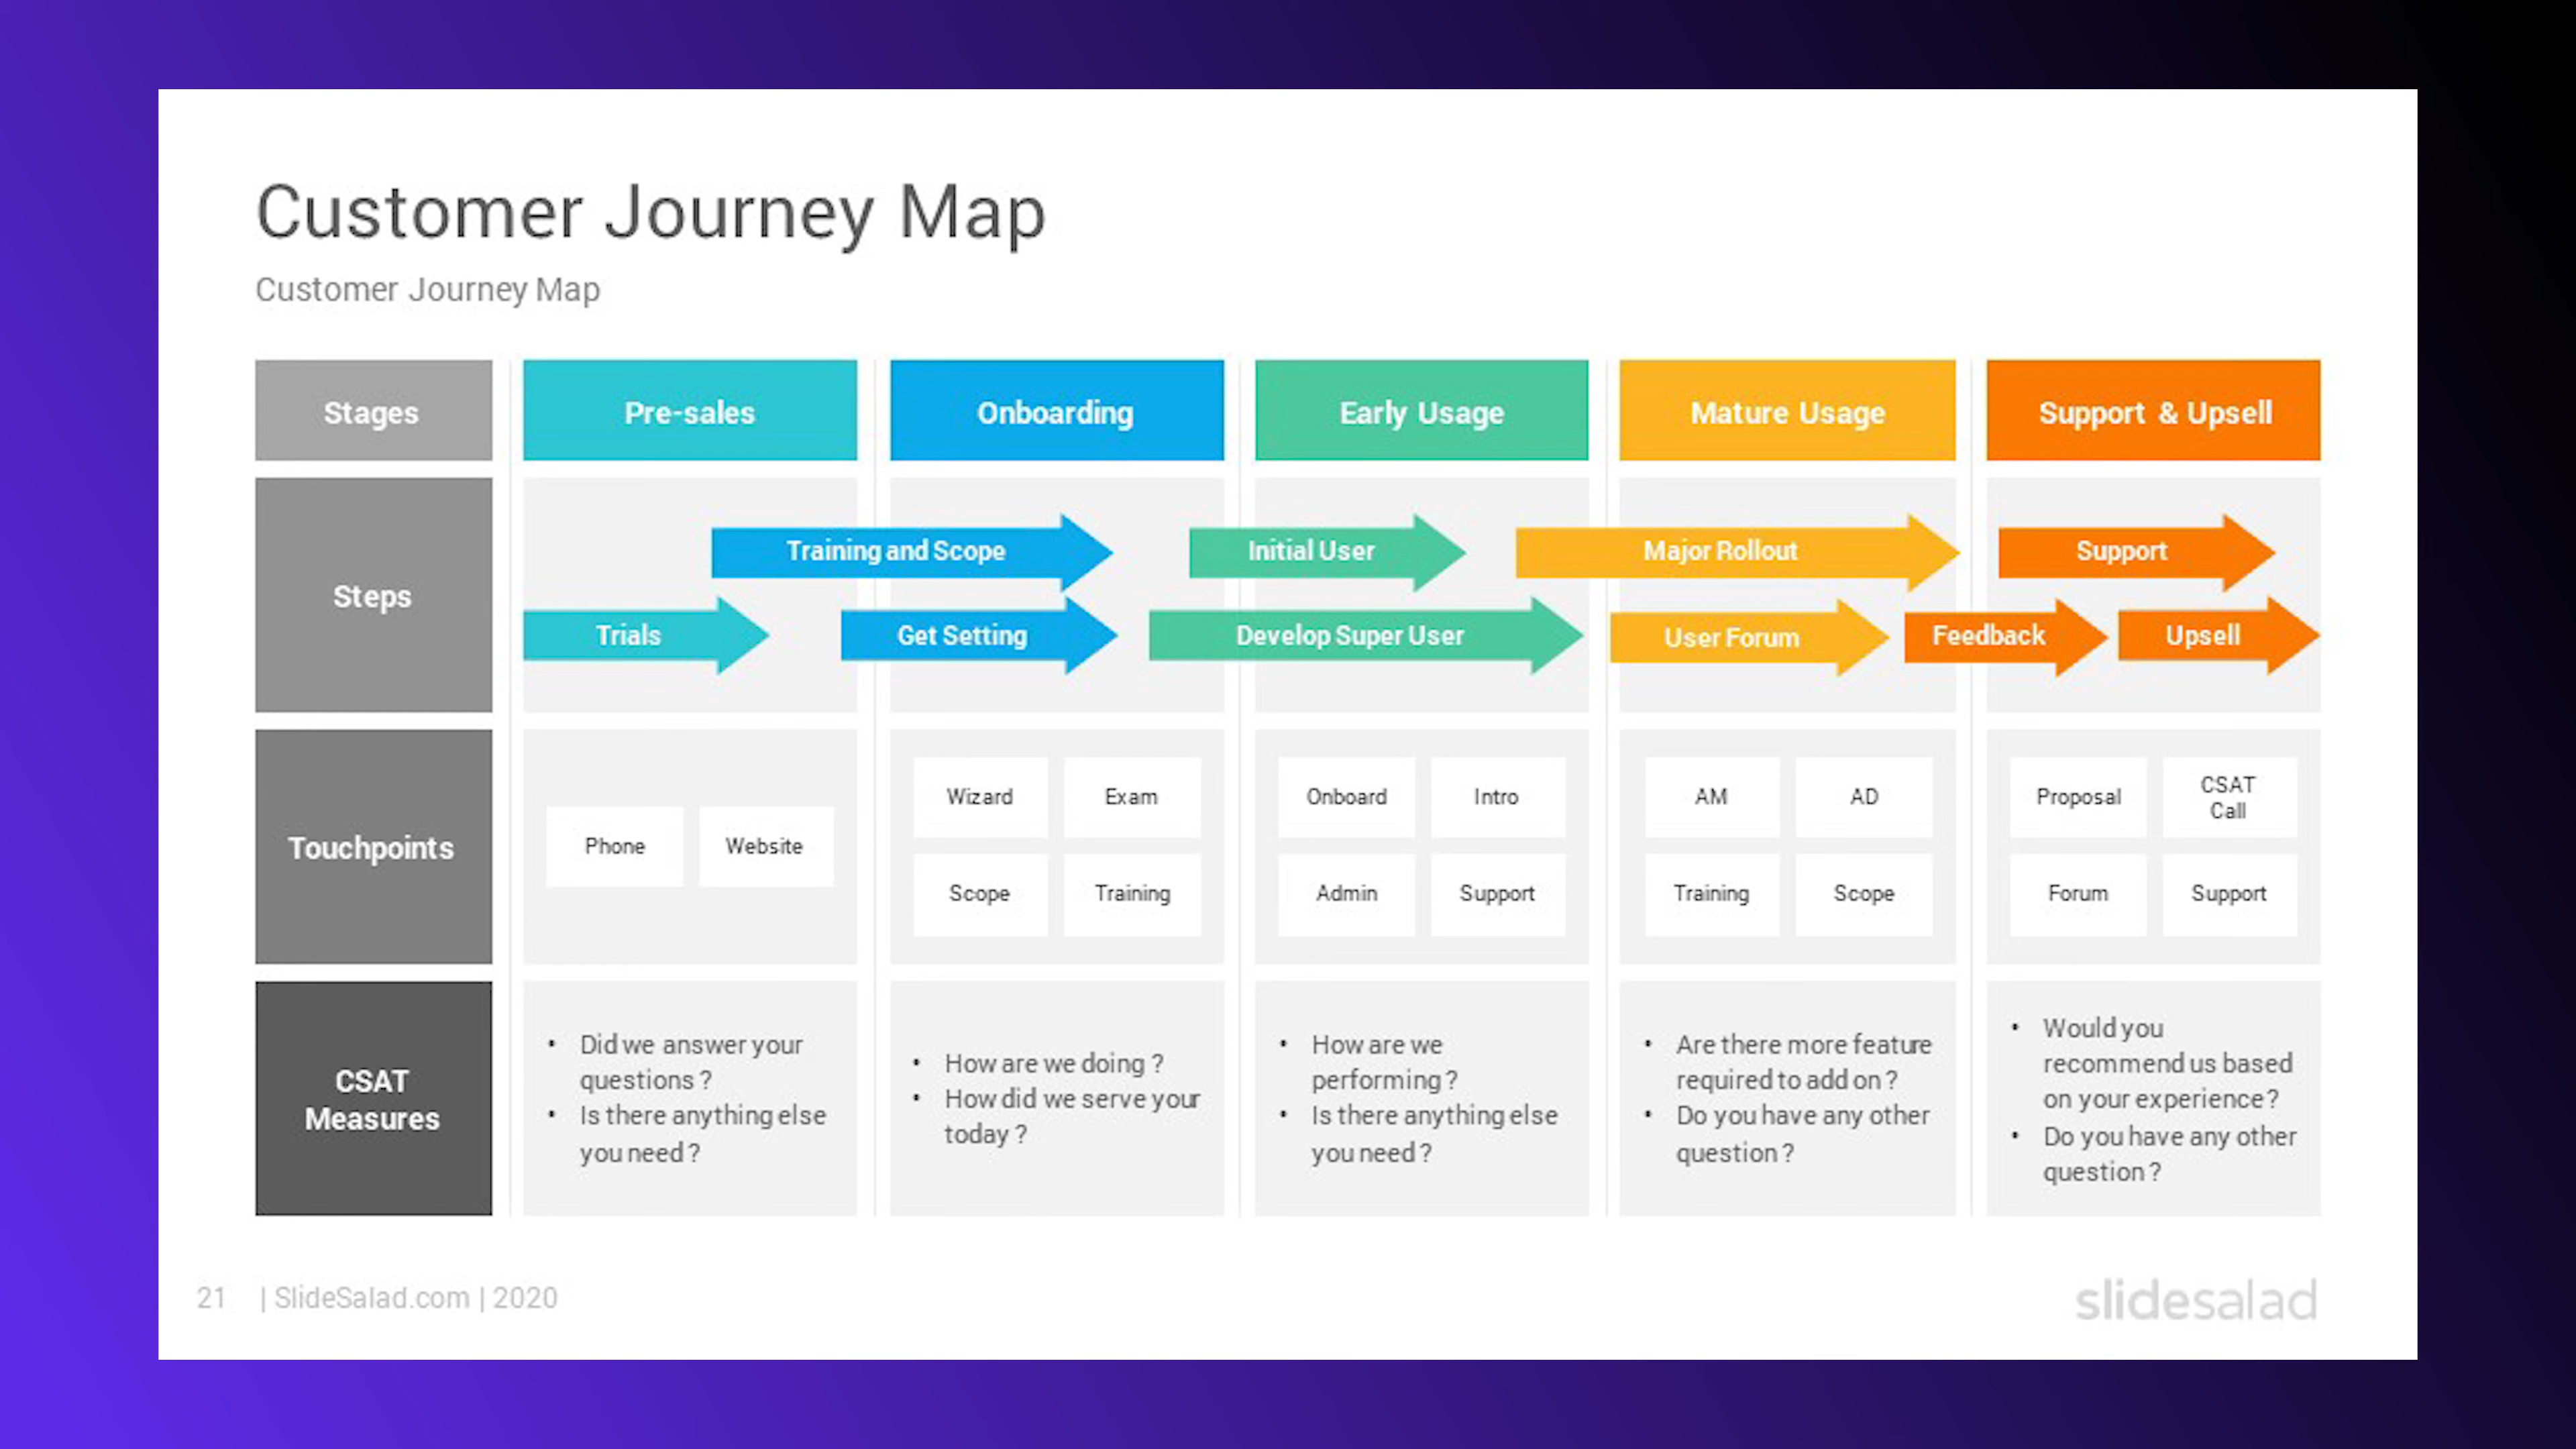 Customer Journey Map
Customer Journey Map
Stages
Pre-sales
Onboarding
Early Usage
Mature Usage
Support & Upsell
Steps
Training and Scope
Initial User
Major Rollout
Support
Trials
Get Setting
Develop Super User
User Forum
Feedback
Upsell
Touchpoints
Phone
Website
Wizard
Exam
Scope
Training
Onboard
Intro
Admin
Support
AM
AD
Training
Scope
Proposal
CSAT
Call
Forum
Support
CSAT
Measures
• Did we answer your
questions ?
• Is there anything else
you need ?
• How are we doing ?
• How did we serve your
today ?
• How are we
performing ?
• Is there anything else
you need ?
• Are there more feature
required to add on ?
• Do you have any other
question ?
• Would you
recommend us based
on your experience?
• Do you have any other
question ?
21 | SlideSalad.com | 2020
slidesalad